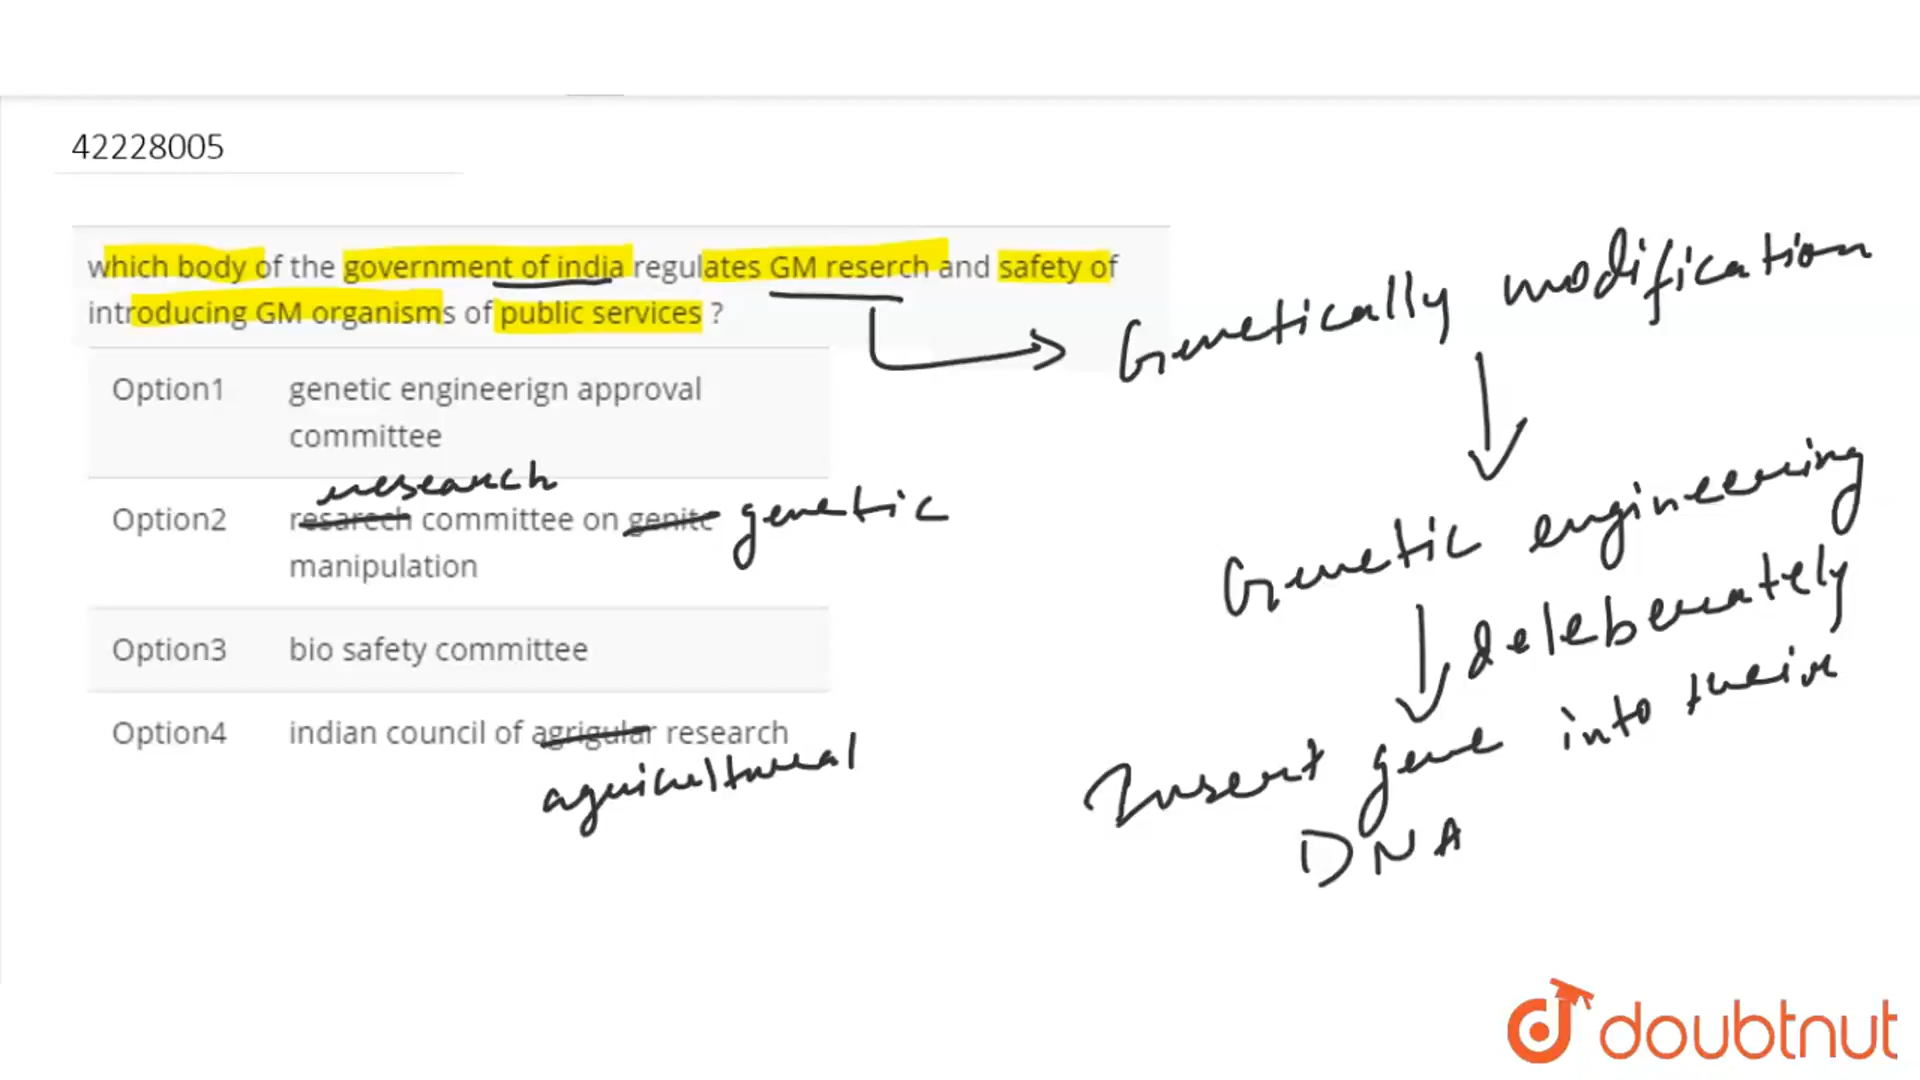 42228005
which body of the government of india regulates GM reserch and safety of
introducing GM organisms of public services ?
Genetically modification
Option1 genetic engineerign approval
committee
research
Option2 resarech committee on genitc genetic
manipulation
Genetic engineering
deleberately
Option3 bio safety committee
Insert gene into their
DNA
Option4 indian council of agrigular research
agricultural
doubtnut